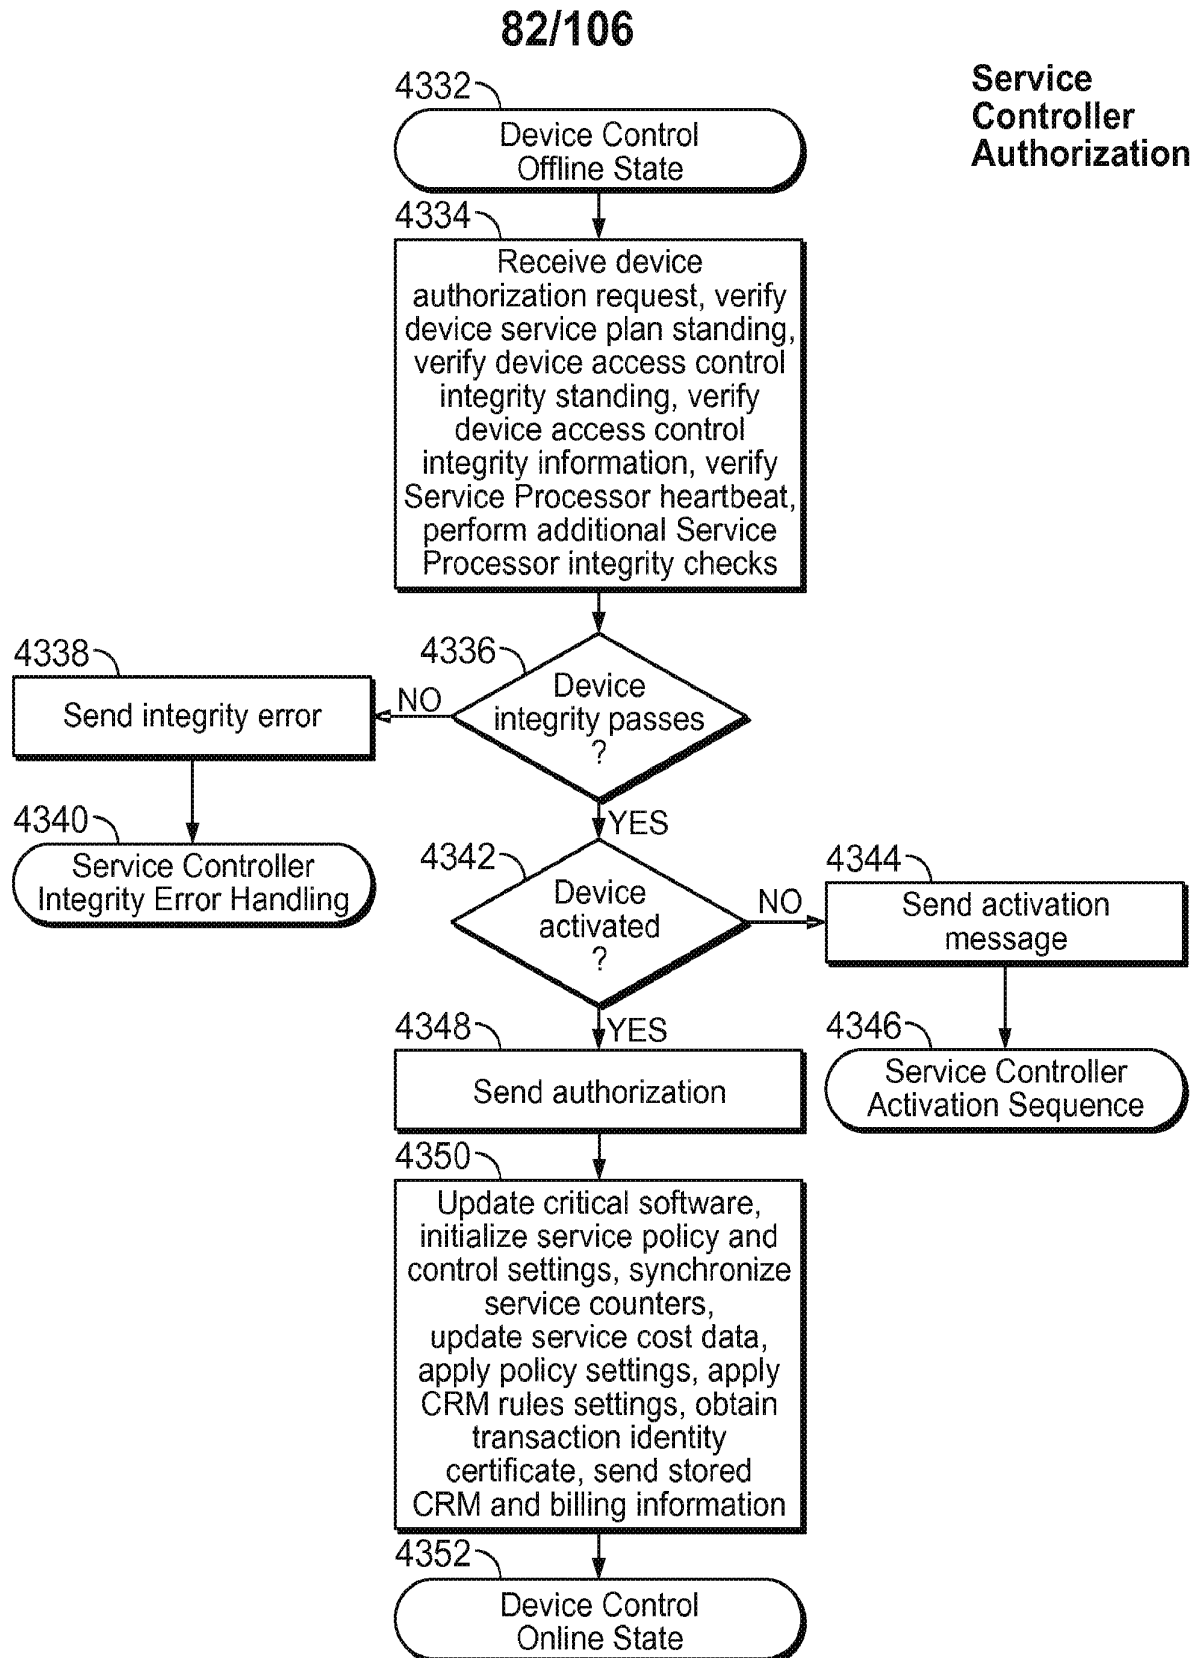 82/106
Service
Controller
Authorization
4332
Device Control
Offline State
4334
Receive device
authorization request, verify
device service plan standing,
verify device access control
integrity standing, verify
device access control
integrity information, verify
Service Processor heartbeat,
perform additional Service
Processor integrity checks
4336
Device
integrity passes
?
NO
4338
Send integrity error
4340
Service Controller
Integrity Error Handling
YES
4342
Device
activated
?
NO
4344
Send activation
message
4346
Service Controller
Activation Sequence
YES
4348
Send authorization
4350
Update critical software,
initialize service policy and
control settings, synchronize
service counters,
update service cost data,
apply policy settings, apply
CRM rules settings, obtain
transaction identity
certificate, send stored
CRM and billing information
4352
Device Control
Online State